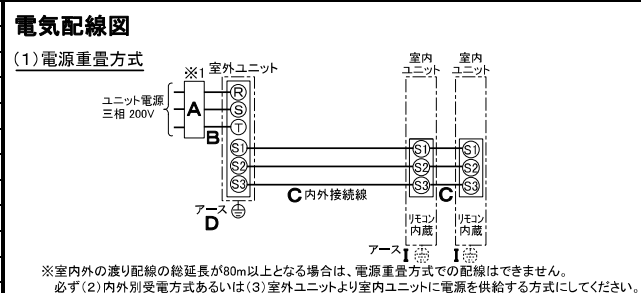 電気配線図
(1)電源重畳方式
※1
室外ユニット
室内
ユニット
室内
ユニット
ユニット電源
三相 200V
A
B
R
S
T
S1
S2
S3
S1
S2
S3
S1
S2
S3
C 内外接続線
C
アース
D
リモコン
内蔵
リモコン
内蔵
アース I
I
※室内外の渡り配線の総延長が80m以上となる場合は、電源重畳方式での配線はできません。
必ず(2)内外別受電方式あるいは(3)室外ユニットより室内ユニットに電源を供給する方式にしてください。